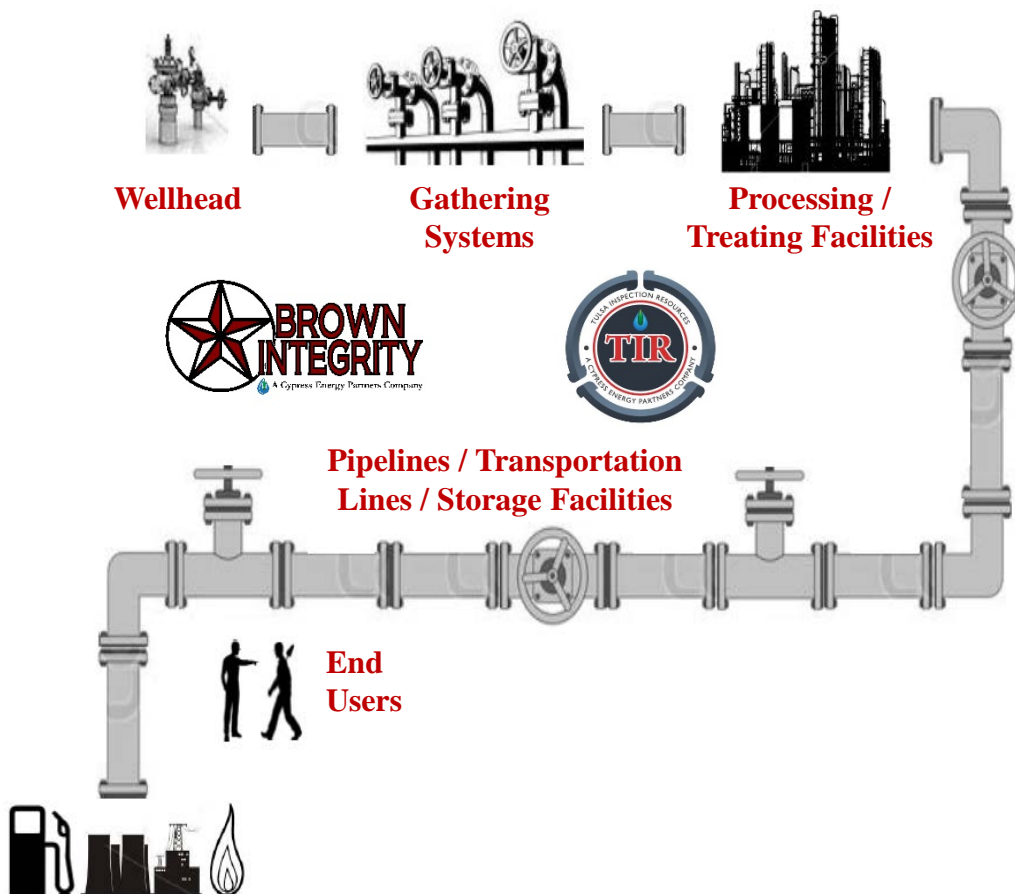 Wellhead
Gathering
Systems
Processing /
Treating Facilities
BROWN
INTEGRITY
A Cypress Energy Partners Company
TULSA INSPECTION RESOURCES
TIR
A CYPRESS ENERGY PARTNERS COMPANY
Pipelines / Transportation
Lines / Storage Facilities
End
Users